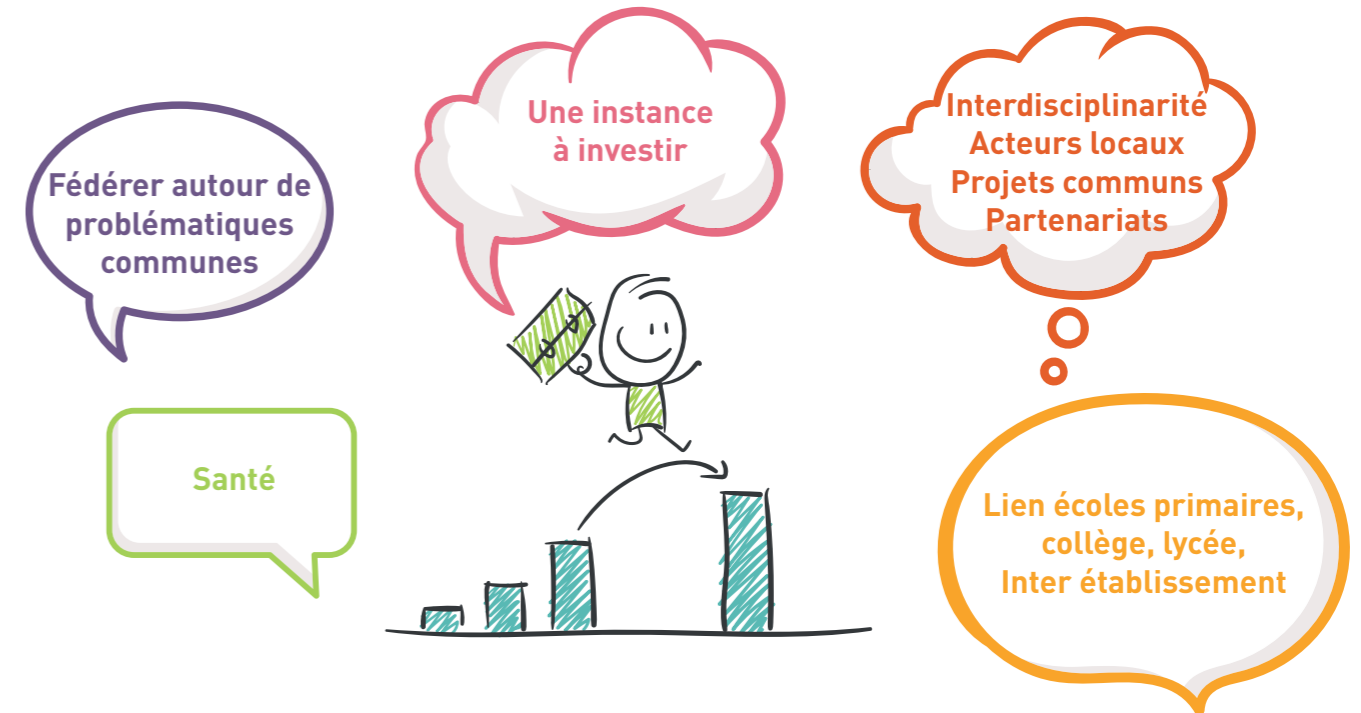 Fédérer autour de
problématiques
communes
Une instance
à investir
Interdisciplinarité
Acteurs locaux
Projets communs
Partenariats
Santé
Lien écoles primaires,
collège, lycée,
Inter établissement